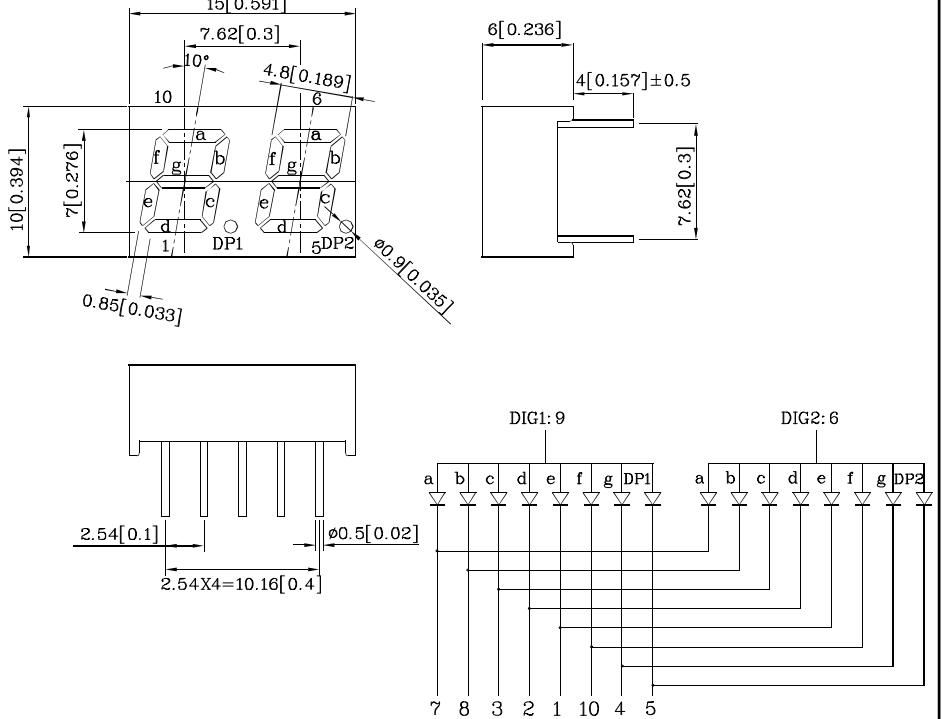 15[0.591]
7.62[0.3]
10°
4.8[0.189]
10
6
a
a
f
g
b
f
g
b
10[0.394]
7[0.276]
e
c
e
c
d
d
1
DP1
5
DP2
ø0.9[0.035]
0.85[0.033]
6[0.236]
4[0.157]±0.5
7.62[0.3]
2.54[0.1]
ø0.5[0.02]
2.54X4=10.16[0.4]
DIG1:9
DIG2:6
a b c d e f g DP1
a b c d e f g DP2
7 8 3 2 1 10 4 5